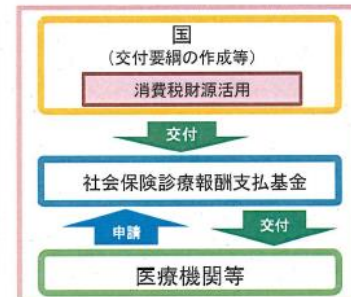 国
(交付要綱の作成等)
消費税財源活用
交付
社会保険診療報酬支払基金
申請
交付
医療機関等